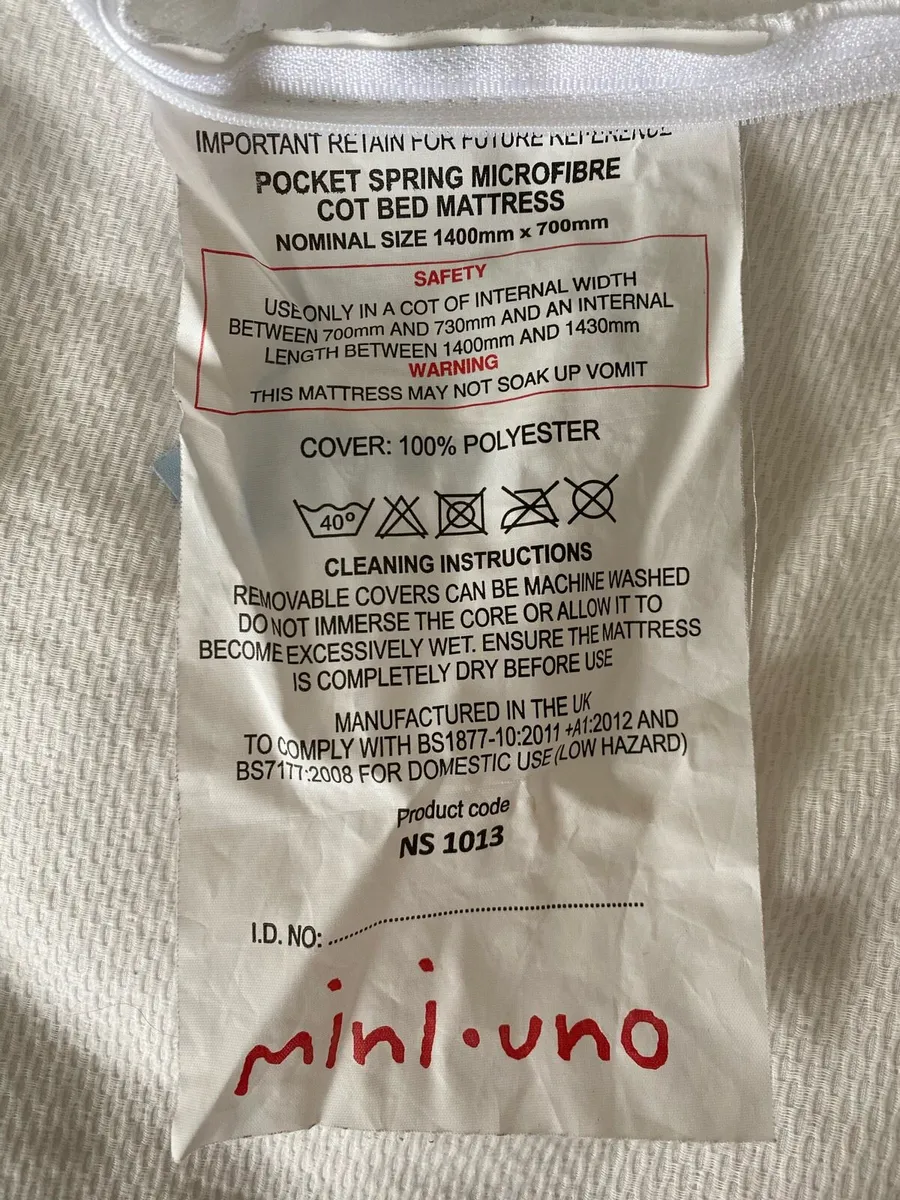 IMPORTANT RETAIN FOR FUTURE REFERENCE
POCKET SPRING MICROFIBRE
COT BED MATTRESS
NOMINAL SIZE 1400mm x 700mm
SAFETY
USE ONLY IN A COT OF INTERNAL WIDTH
BETWEEN 700mm AND 730mm AND AN INTERNAL
LENGTH BETWEEN 1400mm AND 1430mm
WARNING
THIS MATTRESS MAY NOT SOAK UP VOMIT
COVER: 100% POLYESTER
40º
CLEANING INSTRUCTIONS
REMOVABLE COVERS CAN BE MACHINE WASHED
DO NOT IMMERSE THE CORE OR ALLOW IT TO
BECOME EXCESSIVELY WET. ENSURE THE MATTRESS
IS COMPLETELY DRY BEFORE USE
MANUFACTURED IN THE UK
TO COMPLY WITH BS1877-10:2011 +A1:2012 AND
BS7177:2008 FOR DOMESTIC USE (LOW HAZARD)
Product code
NS 1013
I.D. NO: ................................................
mini·uno